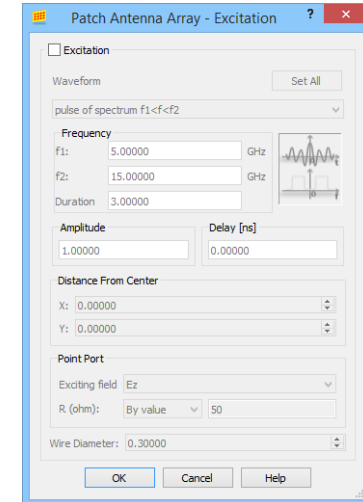 Patch Antenna Array - Excitation ? ×
Excitation
Waveform Set All
pulse of spectrum f1<f<f2
Frequency
f1: 5.00000 GHz
f2: 15.00000 GHz
Duration 3.00000
Amplitude Delay [ns]
1.00000 0.00000
Distance From Center
X: 0.00000
Y: 0.00000
Point Port
Exciting field Ez
R (ohm): By value 50
Wire Diameter: 0.30000
OK Cancel Help